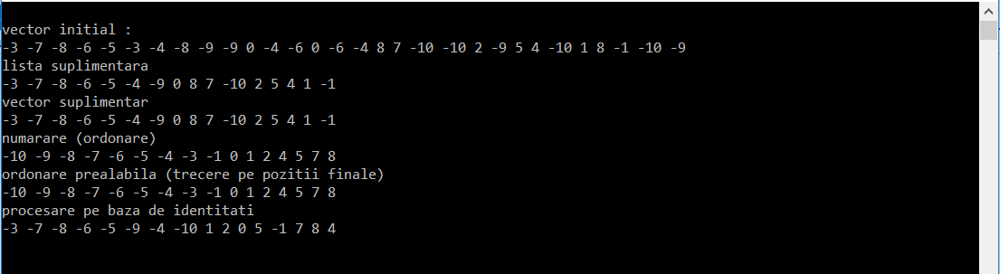 vector initial :
-3 -7 -8 -6 -5 -3 -4 -8 -9 -9 0 -4 -6 0 -6 -4 8 7 -10 -10 2 -9 5 4 -10 1 8 -1 -10 -9
lista suplimentara
-3 -7 -8 -6 -5 -4 -9 0 8 7 -10 2 5 4 1 -1
vector suplimentar
-3 -7 -8 -6 -5 -4 -9 0 8 7 -10 2 5 4 1 -1
numarare (ordonare)
-10 -9 -8 -7 -6 -5 -4 -3 -1 0 1 2 4 5 7 8
ordonare prealabila (trecere pe pozitii finale)
-10 -9 -8 -7 -6 -5 -4 -3 -1 0 1 2 4 5 7 8
procesare pe baza de identitati
-3 -7 -8 -6 -5 -9 -4 -10 1 2 0 5 -1 7 8 4